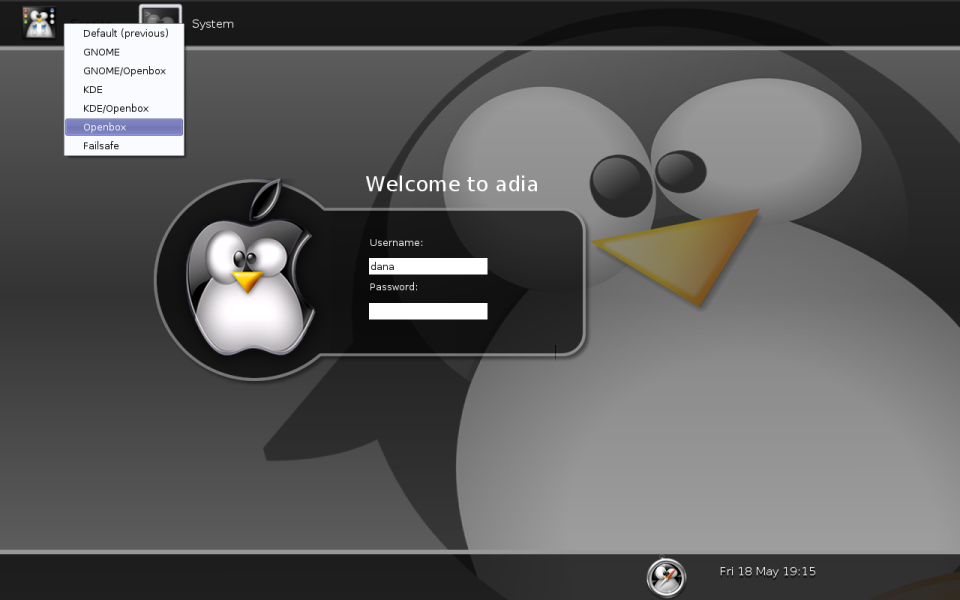 System
Default (previous)
GNOME
GNOME/Openbox
KDE
KDE/Openbox
Openbox
Failsafe
Welcome to adia
Username:
dana
Password:
Fri 18 May 19:15